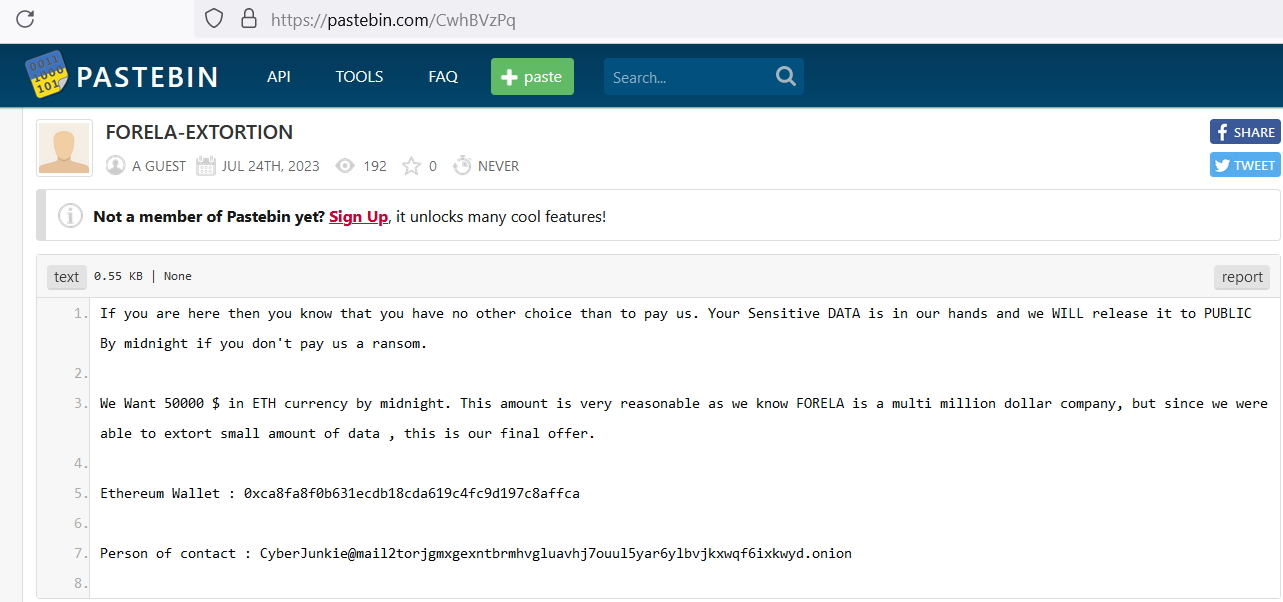 https://pastebin.com/CwhBVzPq
0011
1000
101
PASTEBIN API TOOLS FAQ paste Search...
FORELA-EXTORTION
A GUEST JUL 24TH, 2023 192 0 NEVER
SHARE
TWEET
Not a member of Pastebin yet? Sign Up, it unlocks many cool features!
text 0.55 KB | None report
1. If you are here then you know that you have no other choice than to pay us. Your Sensitive DATA is in our hands and we WILL release it to PUBLIC
By midnight if you don't pay us a ransom.
2.
3. We Want 50000 $ in ETH currency by midnight. This amount is very reasonable as we know FORELA is a multi million dollar company, but since we were
able to extort small amount of data , this is our final offer.
4.
5. Ethereum Wallet : 0xca8fa8f0b631ecdb18cda619c4fc9d197c8affca
6.
7. Person of contact : CyberJunkie@mail2torjgmxgexntbrmhvgluavhj7ouul5yar6ylbvjkxwqf6ixkwyd.onion
8.